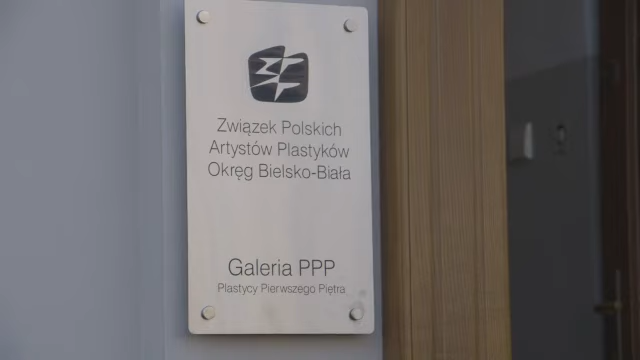 Związek Polskich
Artystów Plastyków
Okręg Bielsko-Biała
Galeria PPP
Plastycy Pierwszego Piętra